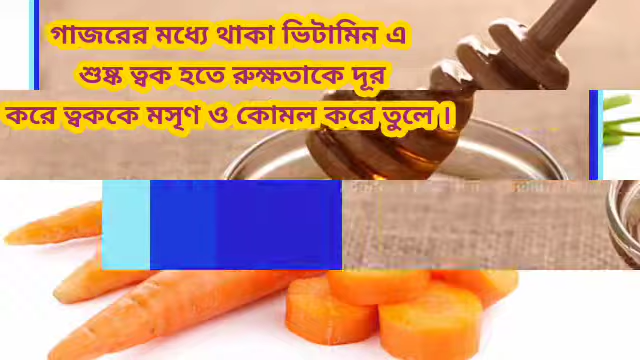 গাজরের মধ্যে থাকা ভিটামিন এ
শুষ্ক ত্বক হতে রুক্ষতাকে দূর
করে ত্বককে মসৃণ ও কোমল করে তুলে ।